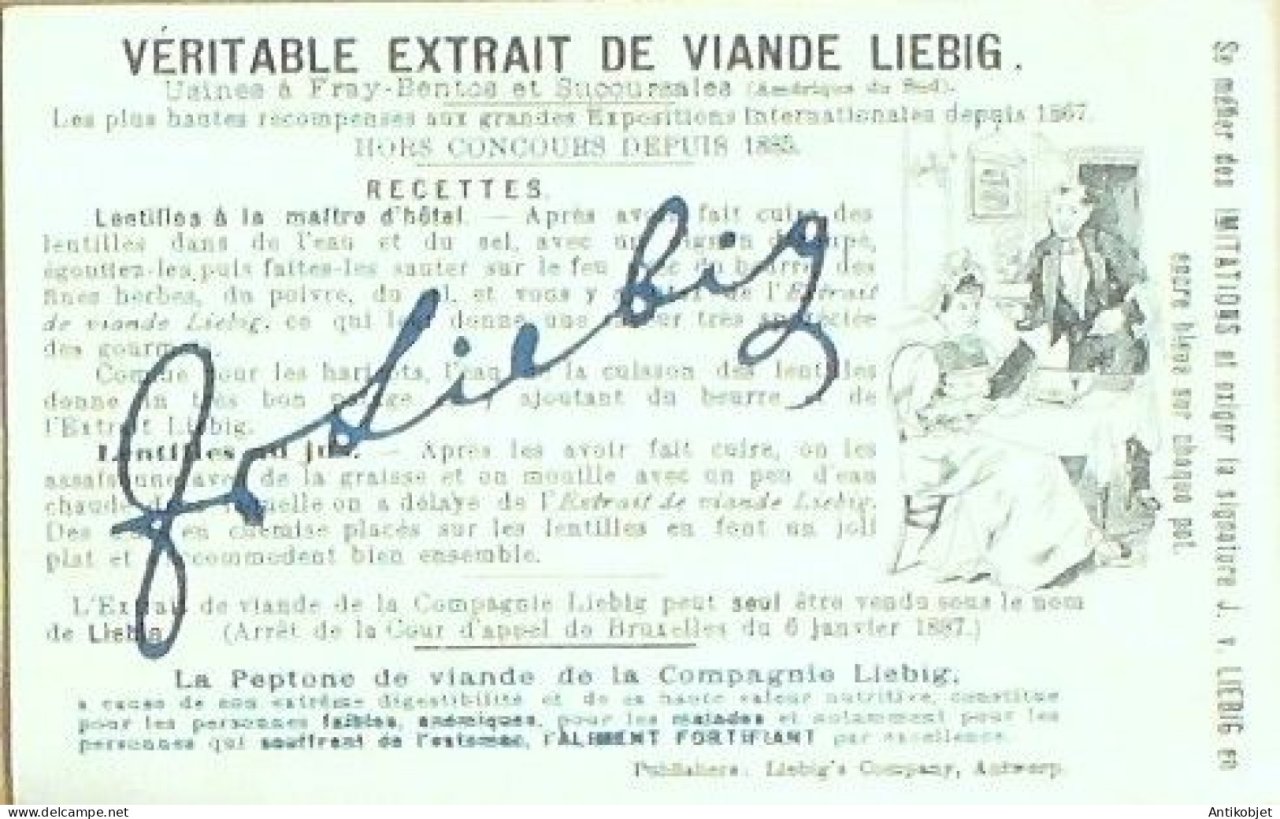 VÉRITABLE EXTRAIT DE VIANDE LIEBIG.
Usines à Fray-Bentos et Succursales (Amérique du Sud).
Les plus hautes récompenses aux grandes Expositions Internationales depuis 1867.
HORS CONCOURS DEPUIS 1885.
RECETTES.
Lentilles à la maître d'hôtel. — Après avoir fait cuire des
lentilles dans de l'eau et du sel, avec un oignon découpé,
égouttez-les, puis faites-les sauter sur le feu avec du beurre, des
fines herbes, du poivre, du sel, et vous y ajoutez de l'Extrait
de viande Liebig, ce qui leur donne une saveur très appréciée
des gourmets.
Comme pour les haricots, l'eau de la cuisson des lentilles
donne un très bon potage en y ajoutant du beurre et de
l'Extrait Liebig.
Lentilles au jus. — Après les avoir fait cuire, on les
assaisonne avec de la graisse et on mouille avec un peu d'eau
chaude dans laquelle on a délayé de l'Extrait de viande Liebig.
Des œufs en chemise placés sur les lentilles en font un joli
plat et s'accommodent bien ensemble.
L'Extrait de viande de la Compagnie Liebig peut seul être vendu sous le nom
de Liebig. (Arrêt de la Cour d'appel de Bruxelles du 6 janvier 1887.)
La Peptone de viande de la Compagnie Liebig,
a cause de son extrême digestibilité et de sa haute valeur nutritive, constitue
pour les personnes faibles, anémiques, pour les malades et notamment pour les
personnes qui souffrent de l'estomac, l'ALIMENT FORTIFIANT par excellence.
Publishers: Liebig's Company, Antwerp.
Jos Liebig
Se méfier des IMITATIONS et exiger la signature J. v. LIEBIG en
encre bleue sur chaque pot.
Antikobjet